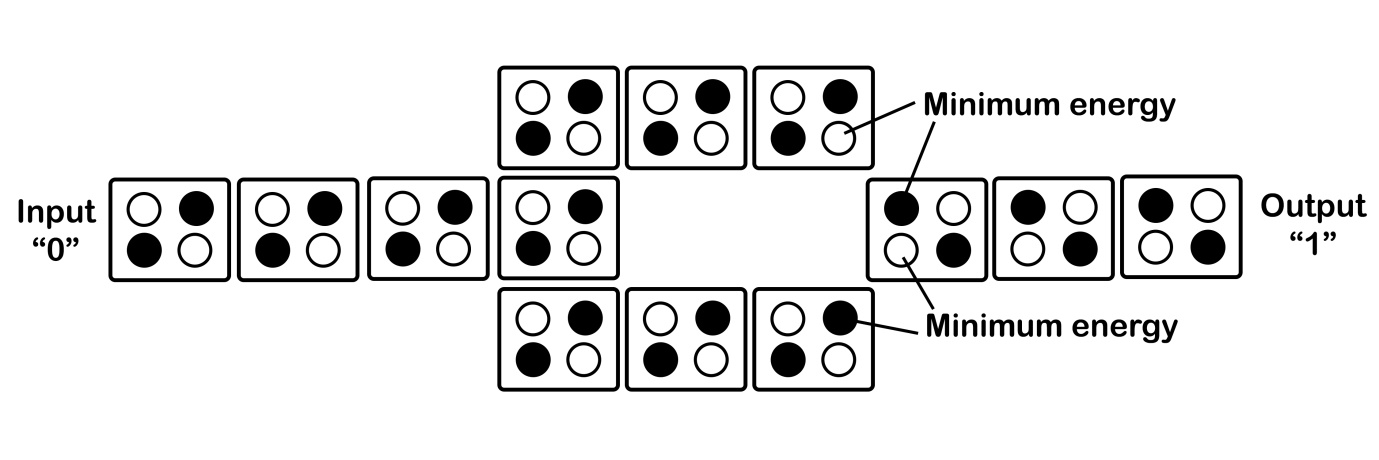 Minimum energy
Input
“0”
Output
“1”
Minimum energy